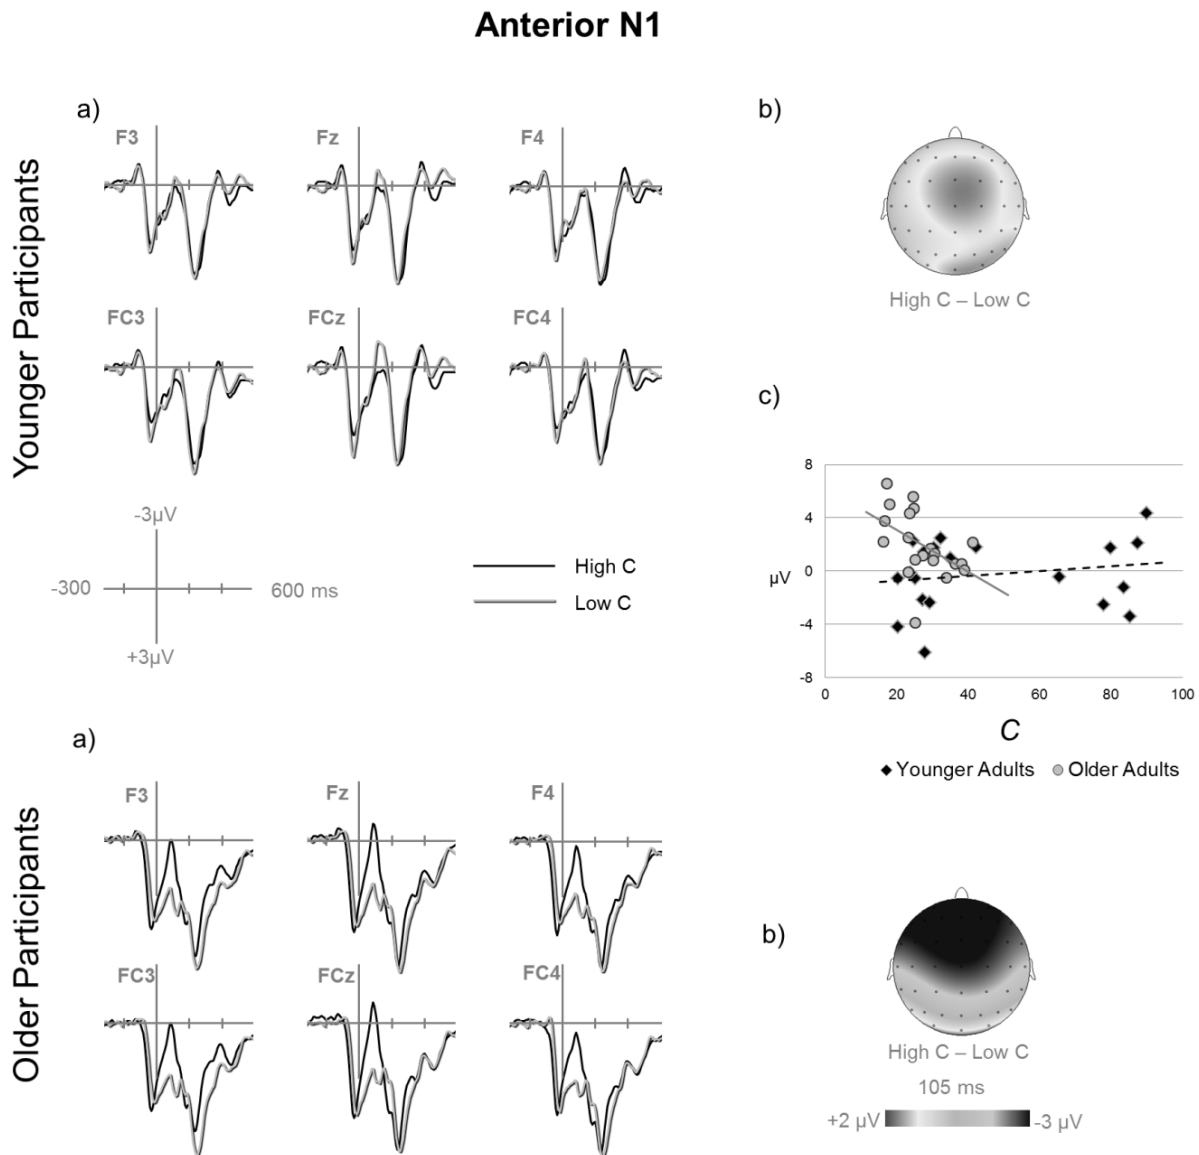 Anterior N1
Younger Participants
a)
F3
Fz
F4
FC3
FCz
FC4
-3μV
-300
600 ms
+3μV
High C
Low C
b)
High C – Low C
c)
8
4
0
-4
-8
μV
0
20
40
60
80
100
C
Younger Adults
Older Adults
Older Participants
a)
F3
Fz
F4
FC3
FCz
FC4
b)
High C – Low C
105 ms
+2 μV
-3 μV